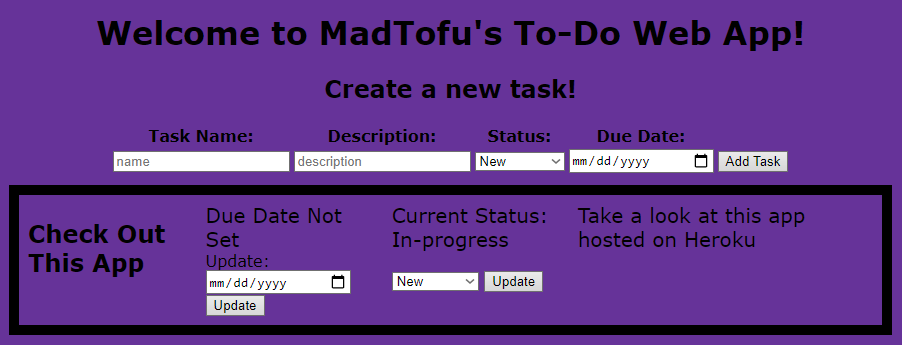 Welcome to MadTofu's To-Do Web App!
Create a new task!
Task Name: Description: Status: Due Date:
name description New mm/dd/yyyy Add Task
Check Out
This App
Due Date Not
Set
Update:
mm/dd/yyyy
Update
Current Status:
In-progress
New Update
Take a look at this app
hosted on Heroku